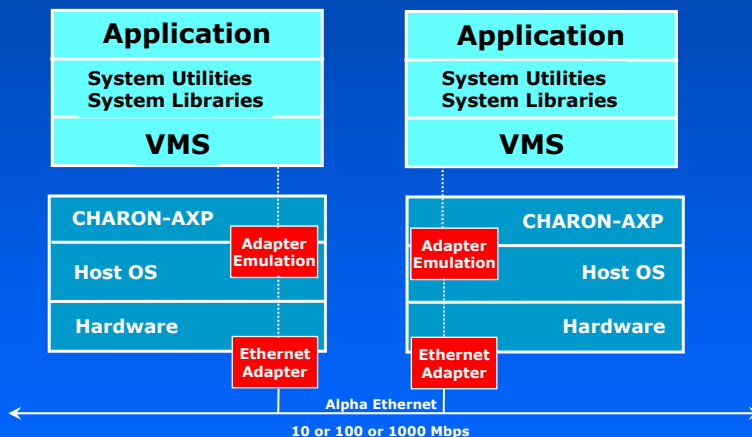 Application
System Utilities
System Libraries
VMS
CHARON-AXP
Adapter
Emulation
Host OS
Hardware
Ethernet
Adapter
Application
System Utilities
System Libraries
VMS
CHARON-AXP
Adapter
Emulation
Host OS
Hardware
Ethernet
Adapter
Alpha Ethernet
10 or 100 or 1000 Mbps